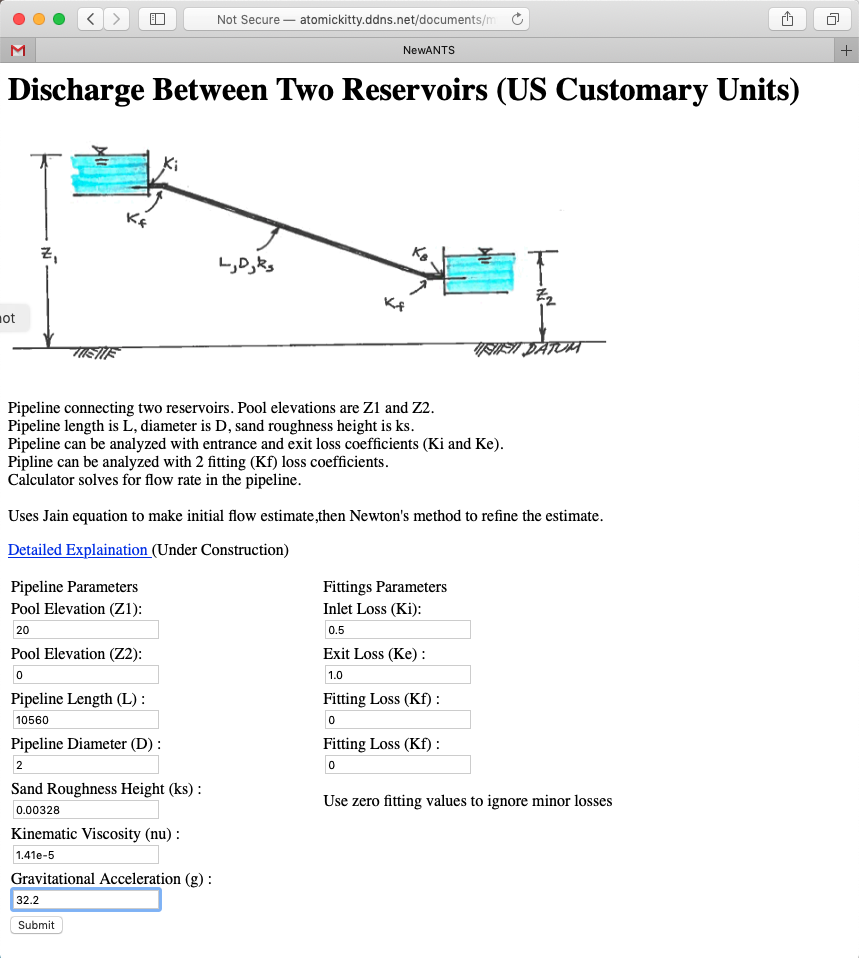 Not Secure — atomickitty.ddns.net/documents/m
NewANTS
Discharge Between Two Reservoirs (US Customary Units)
Ki
Kf
Z1
L,D,ks
Ke
Z2
Kf
not
DATUM
Pipeline connecting two reservoirs. Pool elevations are Z1 and Z2.
Pipeline length is L, diameter is D, sand roughness height is ks.
Pipeline can be analyzed with entrance and exit loss coefficients (Ki and Ke).
Pipline can be analyzed with 2 fitting (Kf) loss coefficients.
Calculator solves for flow rate in the pipeline.
Uses Jain equation to make initial flow estimate,then Newton's method to refine the estimate.
Detailed Explaination (Under Construction)
Pipeline Parameters
Pool Elevation (Z1):
20
Pool Elevation (Z2):
0
Pipeline Length (L) :
10560
Pipeline Diameter (D) :
2
Sand Roughness Height (ks) :
0.00328
Kinematic Viscosity (nu) :
1.41e-5
Gravitational Acceleration (g) :
32.2
Submit
Fittings Parameters
Inlet Loss (Ki):
0.5
Exit Loss (Ke) :
1.0
Fitting Loss (Kf) :
0
Fitting Loss (Kf) :
0
Use zero fitting values to ignore minor losses